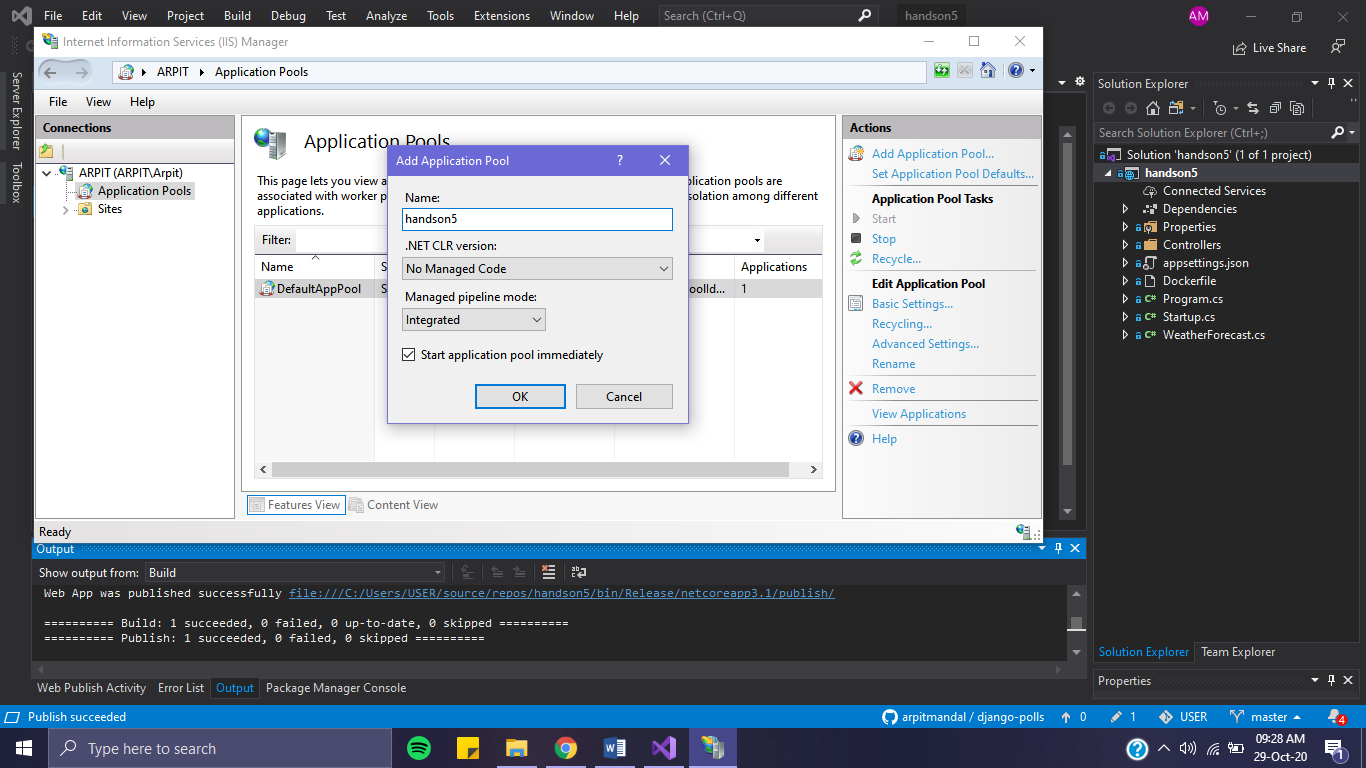 File Edit View Project Build Debug Test Analyze Tools Extensions Window Help Search (Ctrl+Q) handson5 AM
Internet Information Services (IIS) Manager
Live Share
ARPIT Application Pools
File View Help
Server Explorer
Toolbox
Connections
ARPIT (ARPIT\Arpit)
Application Pools
Sites
Application Pools
This page lets you view a
lication pools are
associated with worker p
solation among different
applications.
Filter:
Name S Applications
DefaultAppPool S oolId... 1
Features View Content View
Ready
Add Application Pool ?
Name:
handson5
.NET CLR version:
No Managed Code
Managed pipeline mode:
Integrated
Start application pool immediately
OK Cancel
Actions
Add Application Pool...
Set Application Pool Defaults...
Application Pool Tasks
Start
Stop
Recycle...
Edit Application Pool
Basic Settings...
Recycling...
Advanced Settings...
Rename
Remove
View Applications
Help
Solution Explorer
Search Solution Explorer (Ctrl+;)
Solution 'handson5' (1 of 1 project)
handson5
Connected Services
Dependencies
Properties
Controllers
appsettings.json
Dockerfile
C# Program.cs
C# Startup.cs
C# WeatherForecast.cs
Solution Explorer Team Explorer
Properties
Output
Show output from: Build
Web App was published successfully file:///C:/Users/USER/source/repos/handson5/bin/Release/netcoreapp3.1/publish/
========== Build: 1 succeeded, 0 failed, 0 up-to-date, 0 skipped ==========
========== Publish: 1 succeeded, 0 failed, 0 skipped ==========
Web Publish Activity Error List Output Package Manager Console
Publish succeeded arpitmandal / django-polls 0 1 USER master 4
Type here to search
09:28 AM
29-Oct-20
1